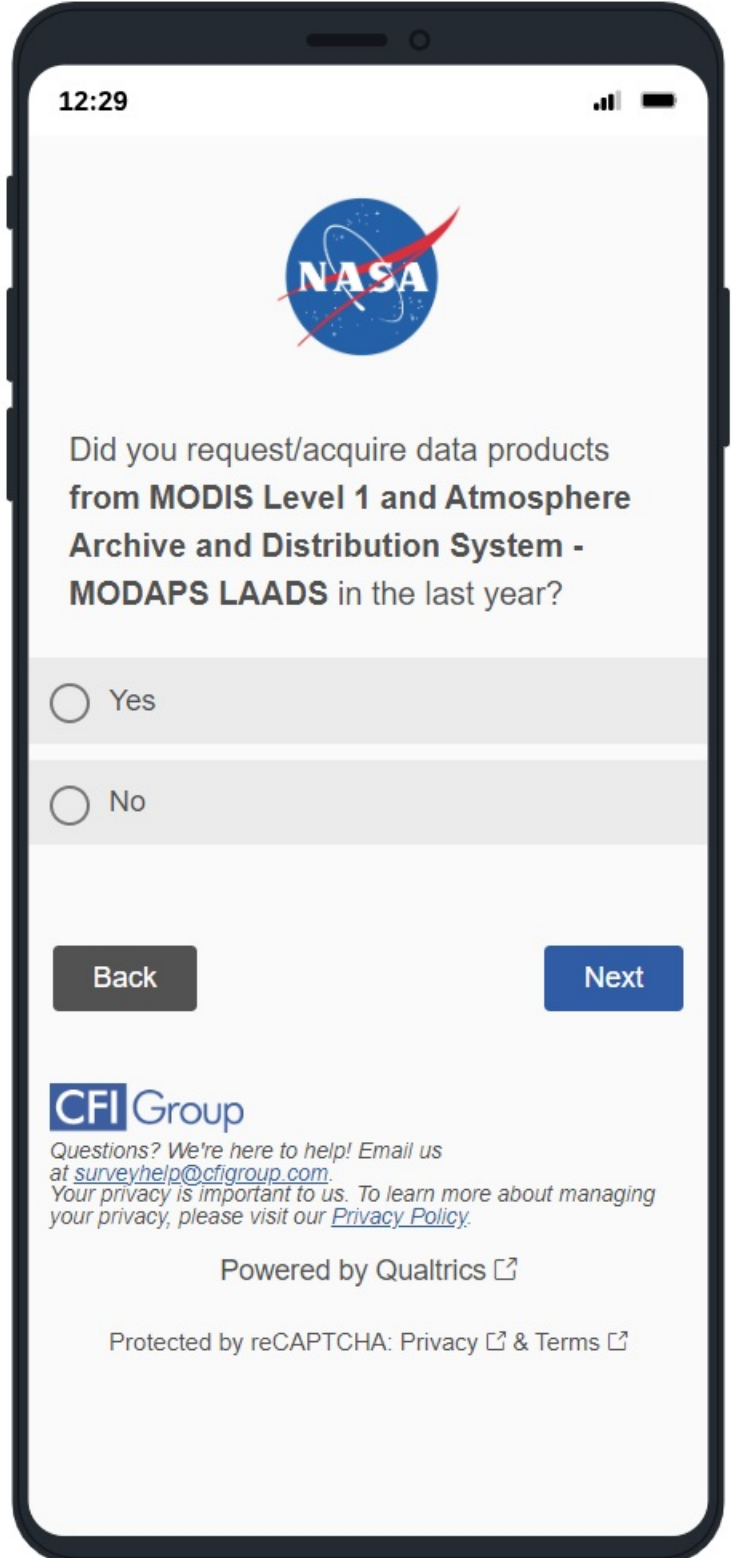 12:29
NASA
Did you request/acquire data products
from MODIS Level 1 and Atmosphere
Archive and Distribution System -
MODAPS LAADS in the last year?
Yes
No
Back
Next
CFI Group
Questions? We're here to help! Email us
at surveyhelp@cfigroup.com.
Your privacy is important to us. To learn more about managing
your privacy, please visit our Privacy Policy.
Powered by Qualtrics
Protected by reCAPTCHA: Privacy & Terms